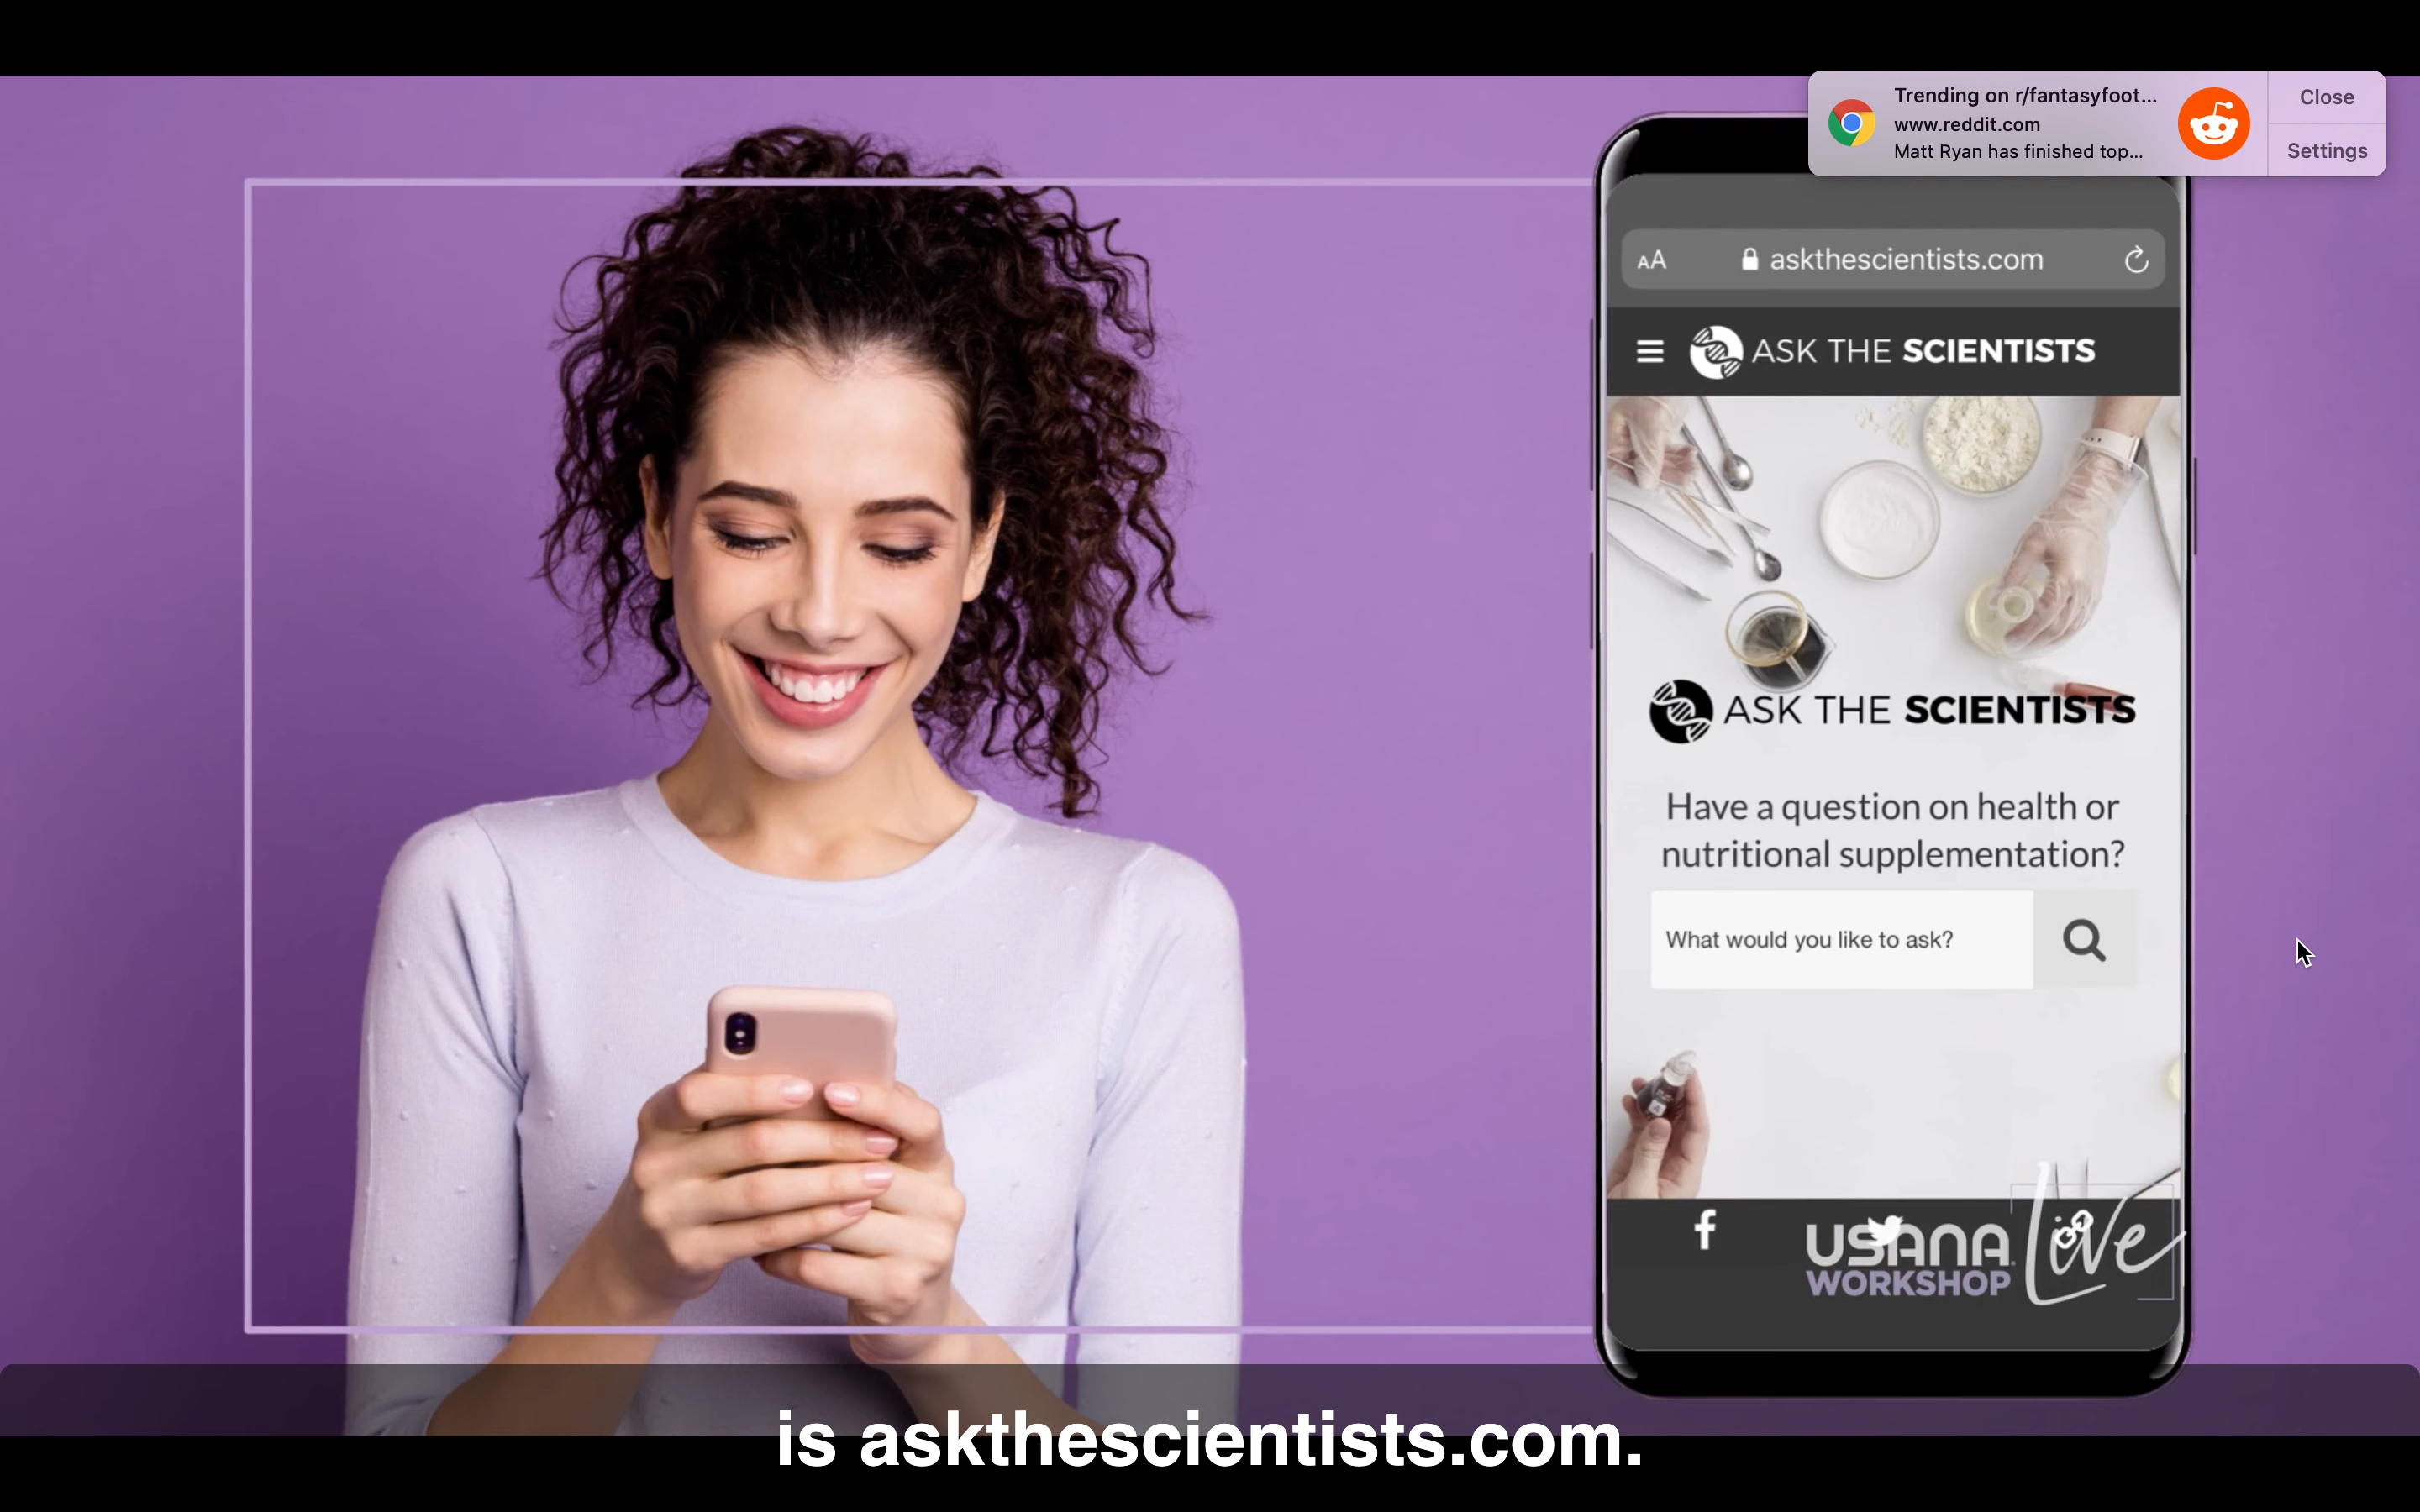 Trending on r/fantasyfoot...
www.reddit.com
Matt Ryan has finished top...
Close
Settings
AA
askthescientists.com
ASK THE SCIENTISTS
ASK THE SCIENTISTS
Have a question on health or
nutritional supplementation?
What would you like to ask?
USANA Live
WORKSHOP
is askthescientists.com.